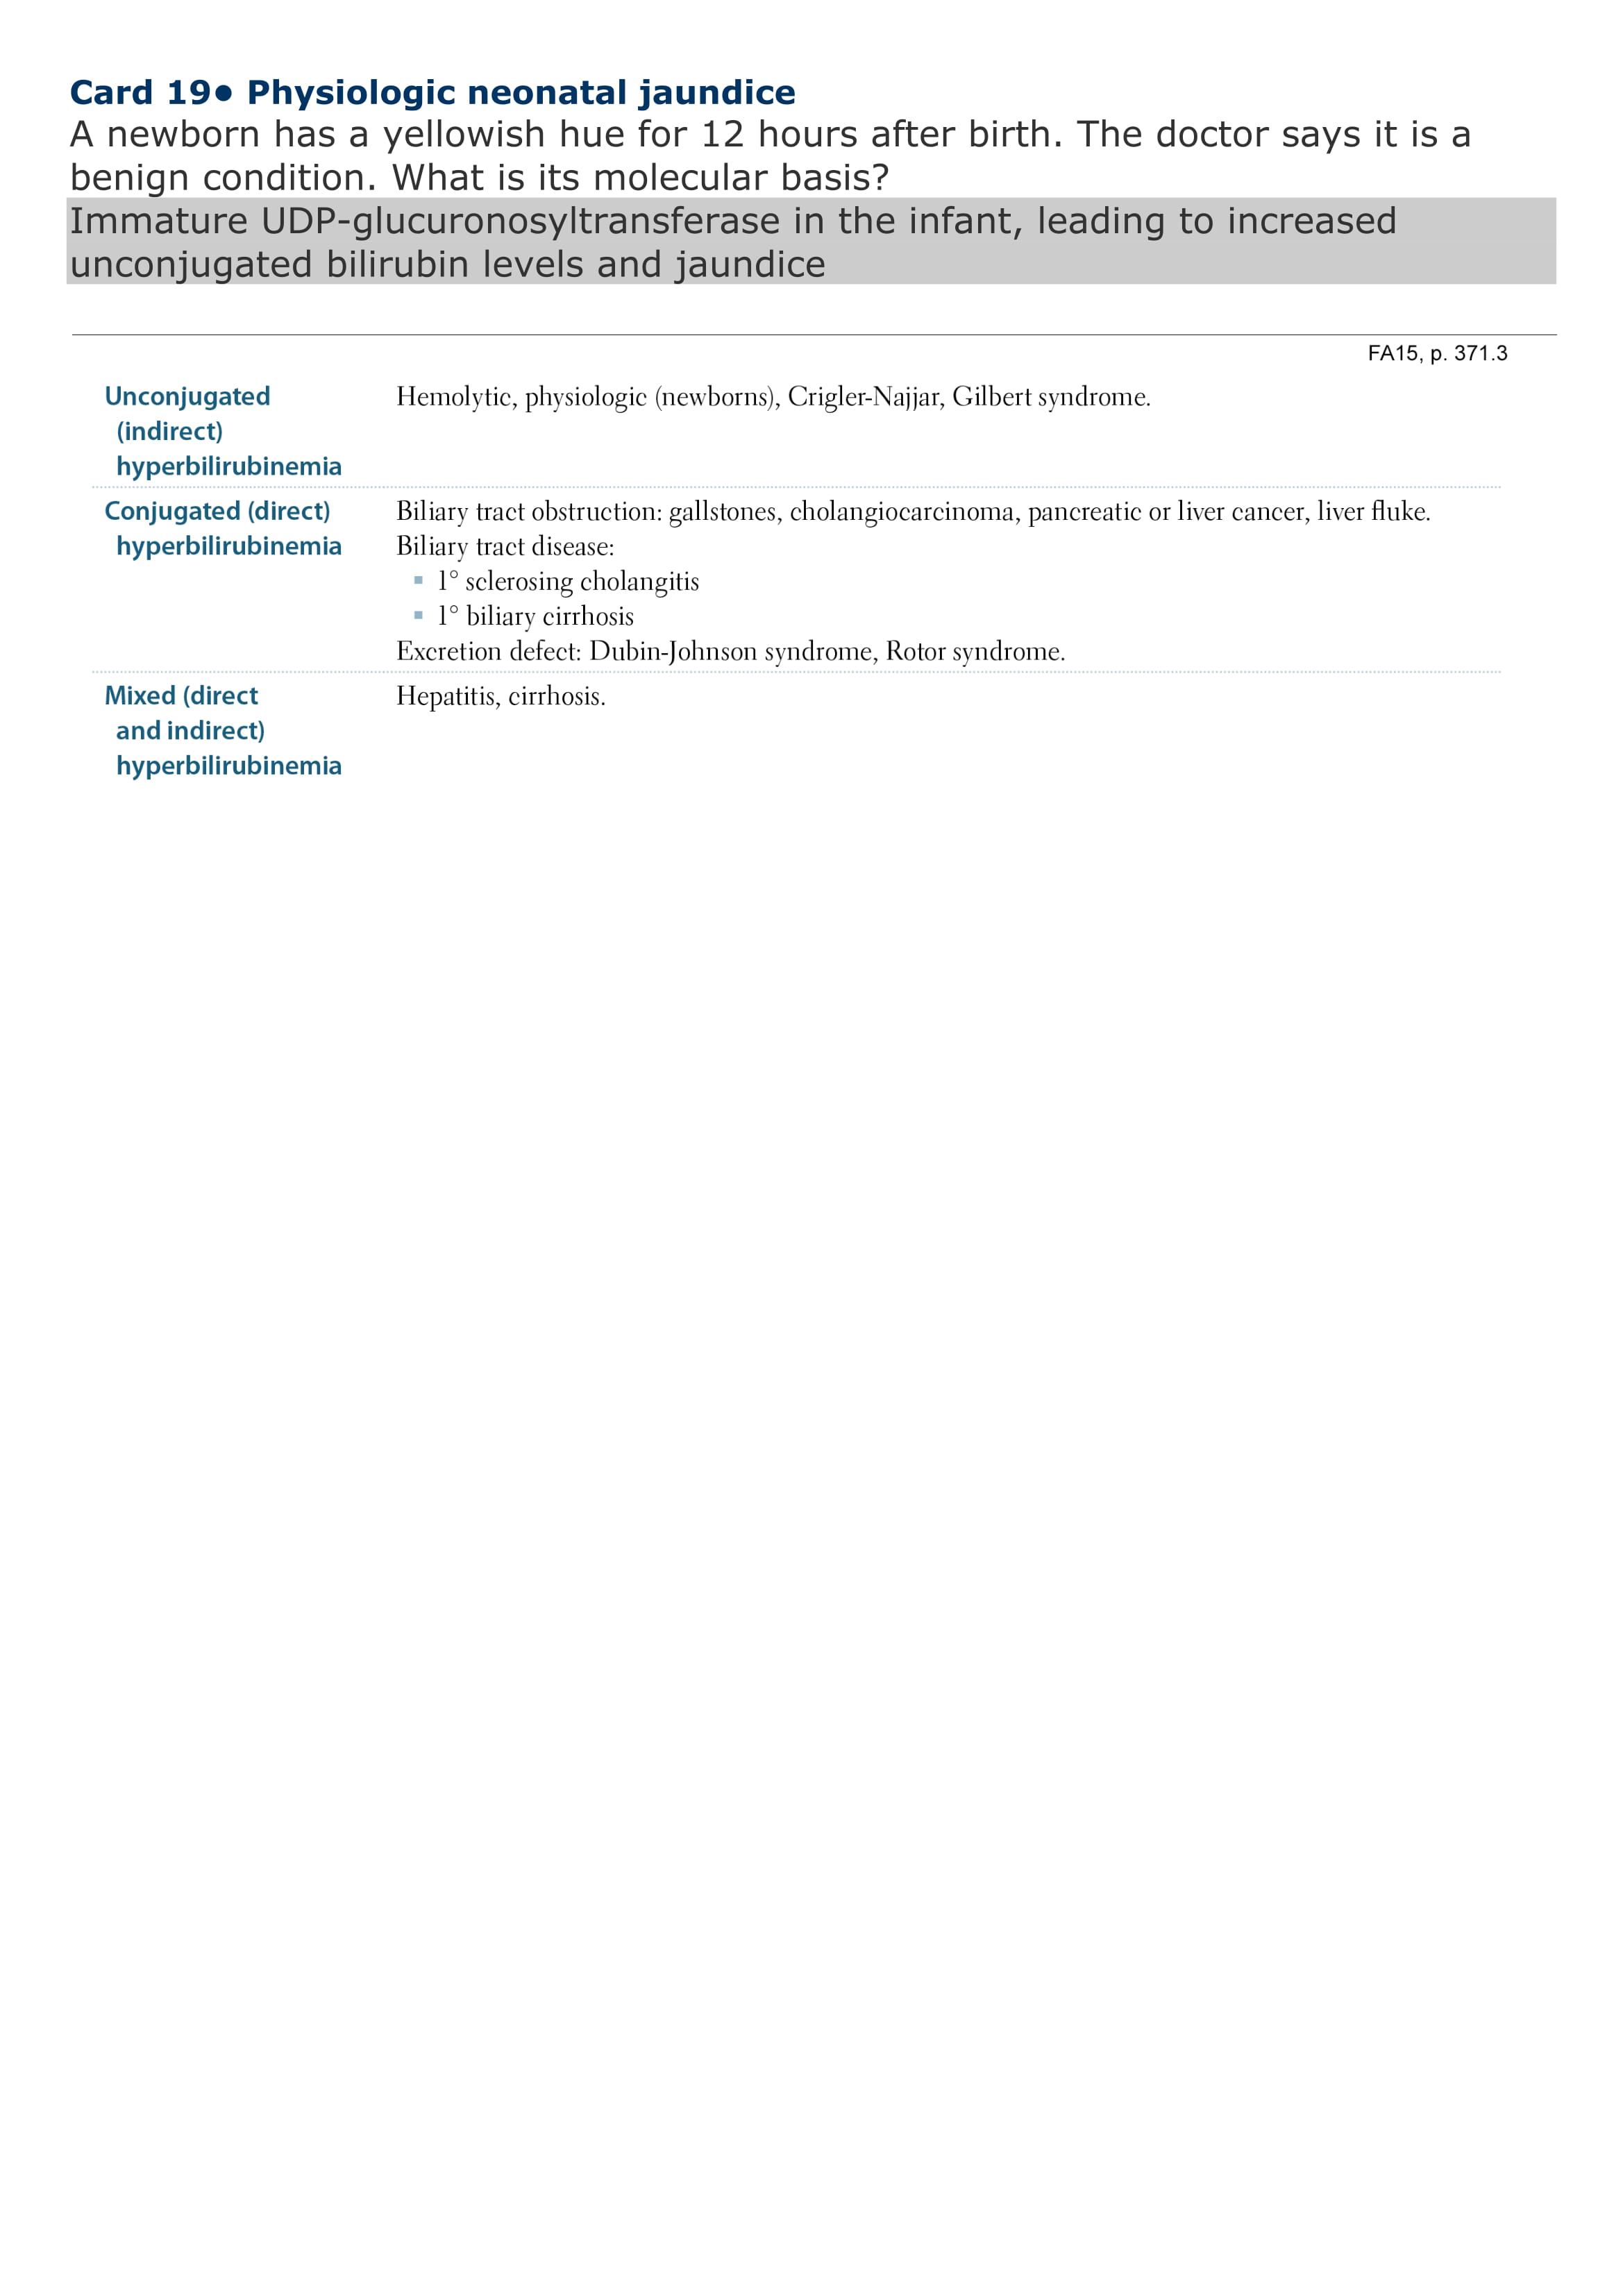 Card 19• Physiologic neonatal jaundice
A newborn has a yellowish hue for 12 hours after birth. The doctor says it is a
benign condition. What is its molecular basis?
Immature UDP-glucuronosyltransferase in the infant, leading to increased
unconjugated bilirubin levels and jaundice
FA15, p. 371.3
Unconjugated
(indirect)
hyperbilirubinemia
Hemolytic, physiologic (newborns), Crigler-Najjar, Gilbert syndrome.
Conjugated (direct)
hyperbilirubinemia
Biliary tract obstruction: gallstones, cholangiocarcinoma, pancreatic or liver cancer, liver fluke.
Biliary tract disease:
▪ 1° sclerosing cholangitis
▪ 1° biliary cirrhosis
Excretion defect: Dubin-Johnson syndrome, Rotor syndrome.
Mixed (direct
and indirect)
hyperbilirubinemia
Hepatitis, cirrhosis.